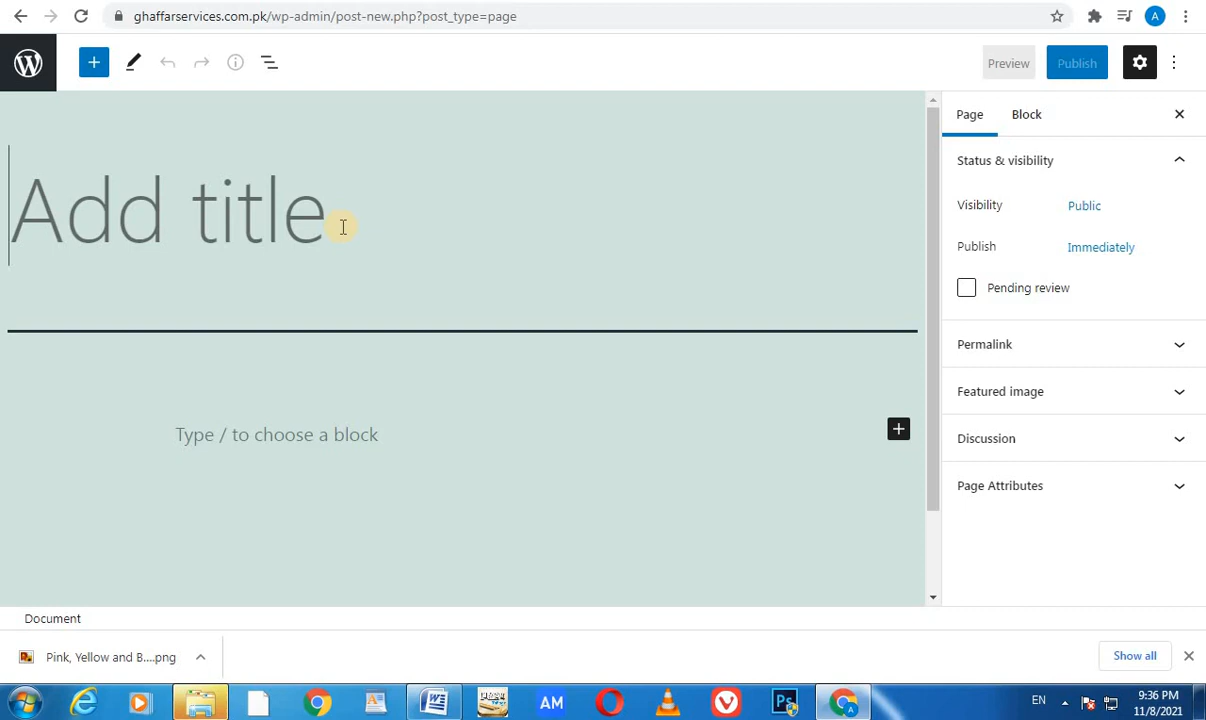 ghaffarservices.com.pk/wp-admin/post-new.php?post_type=page
A
Preview
Publish
Add title
Type / to choose a block
Page
Block
Status & visibility
Visibility
Public
Publish
Immediately
Pending review
Permalink
Featured image
Discussion
Page Attributes
Document
Pink, Yellow and B....png
Show all
AM
Ps
A
EN
9:36 PM
11/8/2021